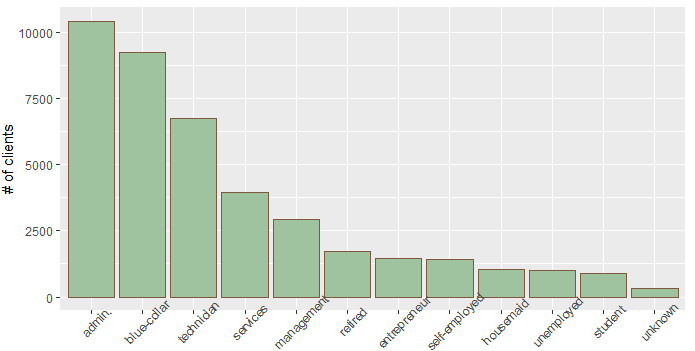 # of clients
10000
7500
5000
2500
0
admin.
blue-collar
technician
services
management
retired
entrepreneur
self-employed
housemaid
unemployed
student
unknown